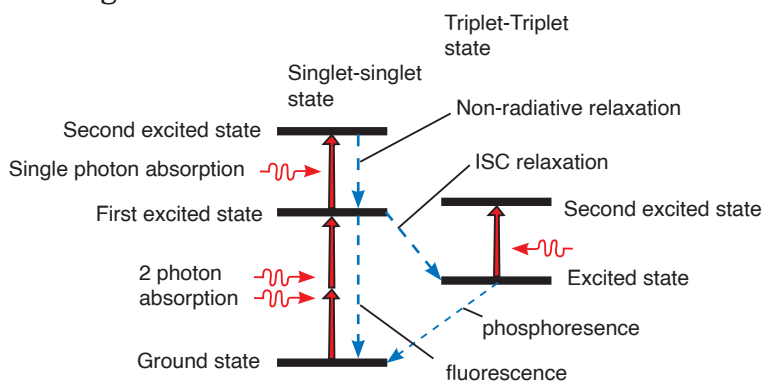 Triplet-Triplet
state
Singlet-singlet
state
Non-radiative relaxation
Second excited state
Single photon absorption
ISC relaxation
First excited state
Second excited state
2 photon
absorption
Excited state
phosphoresence
Ground state
fluorescence